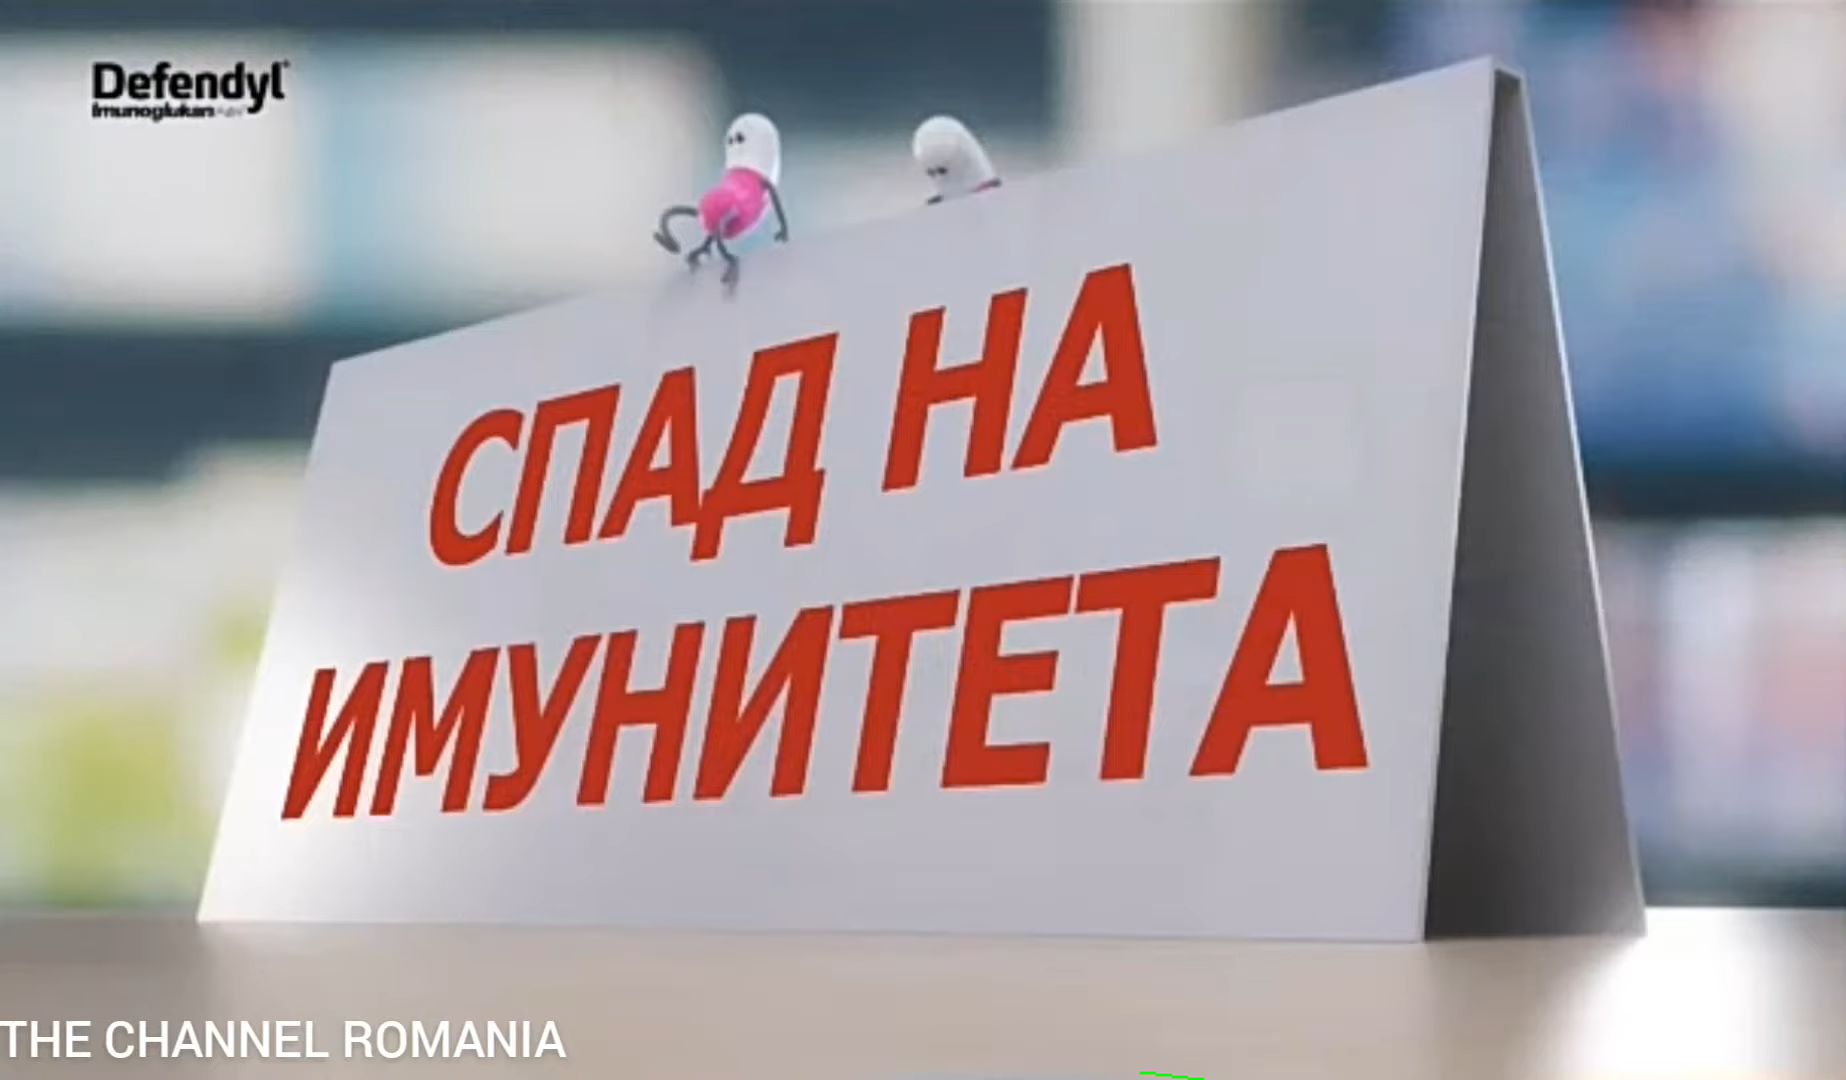 Defendyl
Imunoglukan
СПАД НА
ИМУНИТЕТА
THE CHANNEL ROMANIA